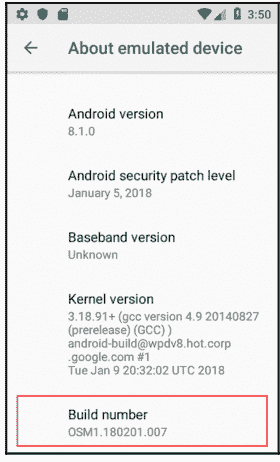 3:50
About emulated device
Android version
8.1.0
Android security patch level
January 5, 2018
Baseband version
Unknown
Kernel version
3.18.91+ (gcc version 4.9 20140827
(prerelease) (GCC) )
android-build@wpdv8.hot.corp
.google.com #1
Tue Jan 9 20:32:02 UTC 2018
Build number
OSM1.180201.007